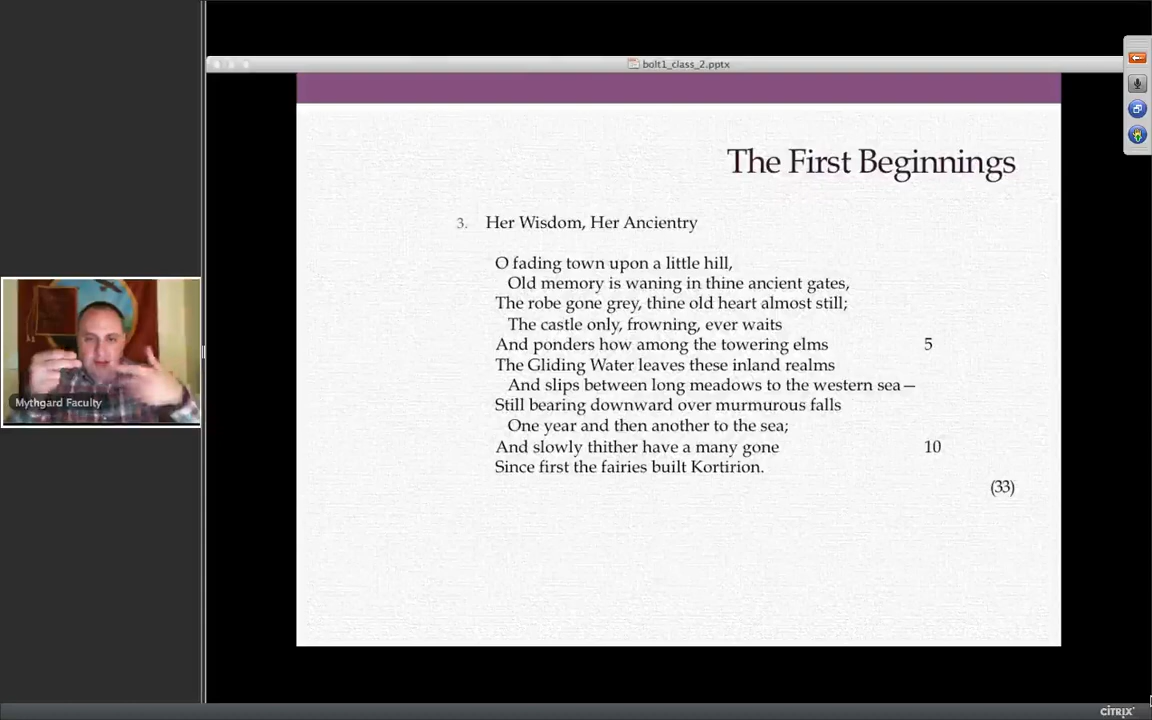 bolt1_class_2.pptx
The First Beginnings
3. Her Wisdom, Her Ancientry
O fading town upon a little hill,
Old memory is waning in thine ancient gates,
The robe gone grey, thine old heart almost still;
The castle only, frowning, ever waits
And ponders how among the towering elms 5
The Gliding Water leaves these inland realms
And slips between long meadows to the western sea—
Still bearing downward over murmurous falls
One year and then another to the sea;
And slowly thither have a many gone 10
Since first the fairies built Kortirion.
(33)
Mythgard Faculty
CITRIX